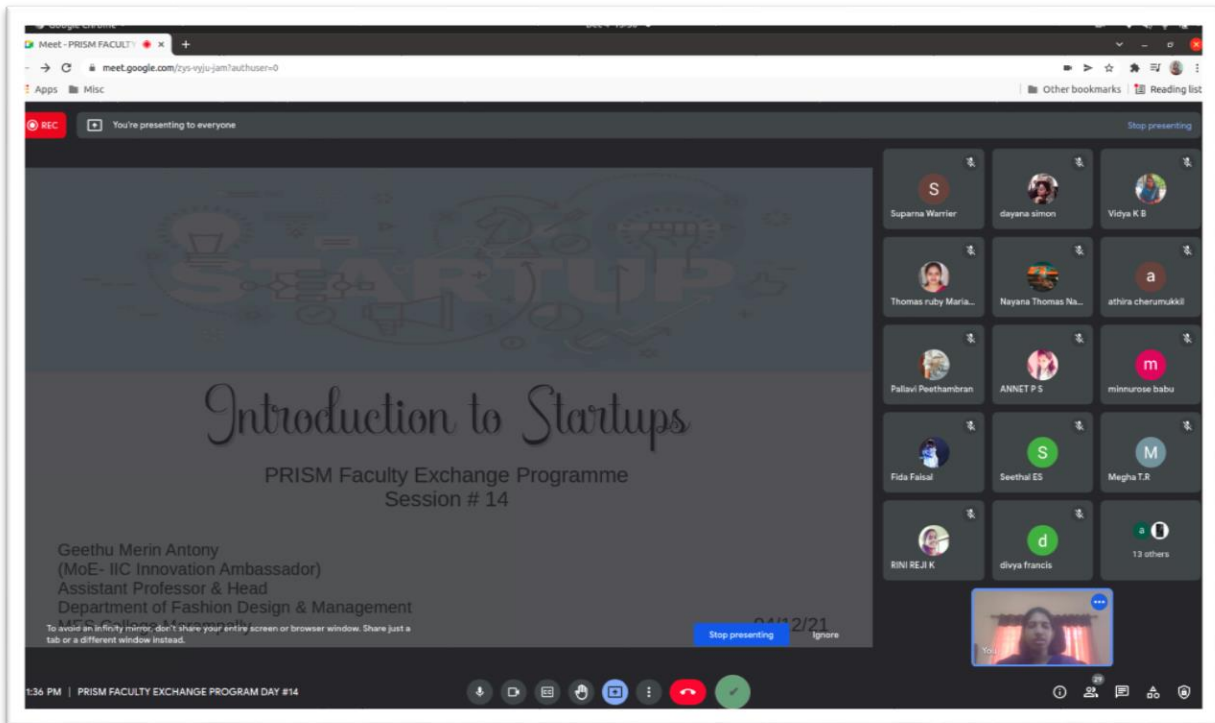 Meet - PRISM FACULTY
meet.google.com/zys-vyju-jam?authuser=0
Apps Misc
Other bookmarks Reading list
REC You're presenting to everyone
Stop presenting
STARTUP
Introduction to Startups
PRISM Faculty Exchange Programme
Session # 14
Geethu Merin Antony
(MoE- IIC Innovation Ambassador)
Assistant Professor & Head
Department of Fashion Design & Management
MES College Marampally
04/12/21
To avoid an infinity mirror, don't share your entire screen or browser window. Share just a
tab or a different window instead.
Stop presenting Ignore
S
Suparna Warrier
dayana simon
Vidya K B
Thomas ruby Maria...
Nayana Thomas Na...
a
athira cherumukkil
Pallavi Peethambran
ANNET P S
m
minnurose babu
Fida Faisal
S
Seethal ES
M
Megha T.R
RINI REJI K
d
divya francis
a
13 others
You
1:36 PM | PRISM FACULTY EXCHANGE PROGRAM DAY #14
29